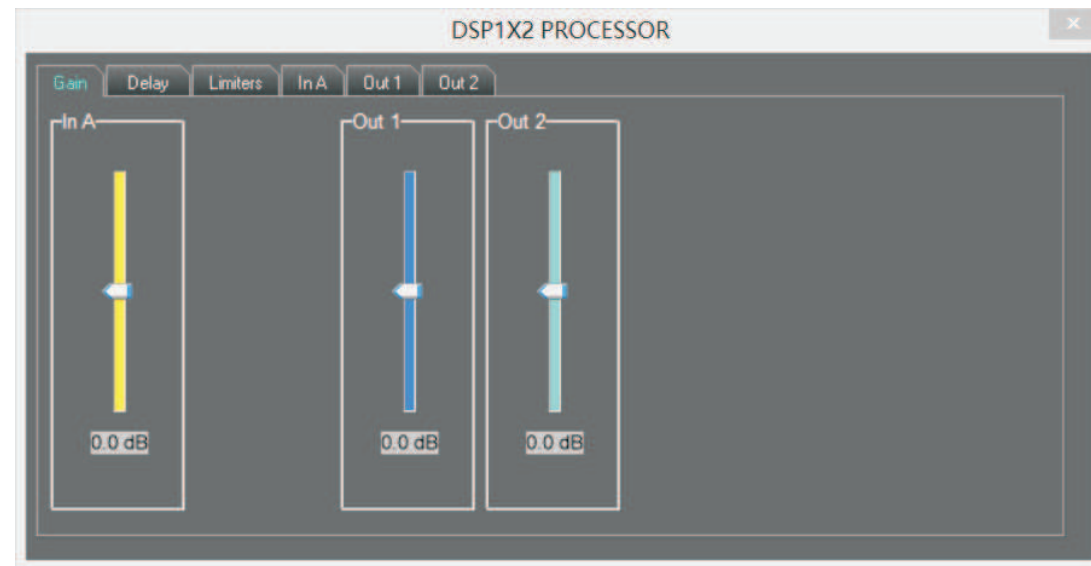 DSP1X2 PROCESSOR
Gain Delay Limiters In A Out 1 Out 2
In A Out 1 Out 2
0.0 dB 0.0 dB 0.0 dB